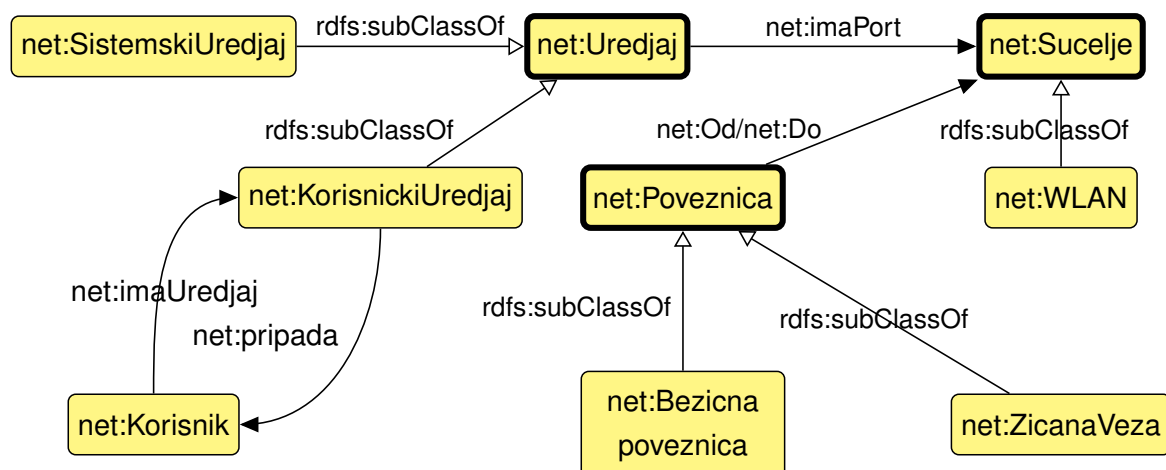 net:SistemskiUredjaj
rdfs:subClassOf
net:Uredjaj
net:imaPort
net:Sucelje
rdfs:subClassOf
net:Od/net:Do
rdfs:subClassOf
net:KorisnickiUredjaj
net:Poveznica
net:WLAN
net:imaUredjaj
net:pripada
rdfs:subClassOf
rdfs:subClassOf
net:Korisnik
net:Bezicna
poveznica
net:ZicanaVeza